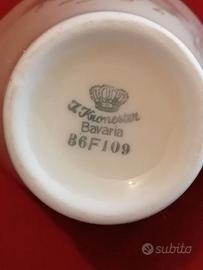 J. Kronester
Bavaria
86F109
subito